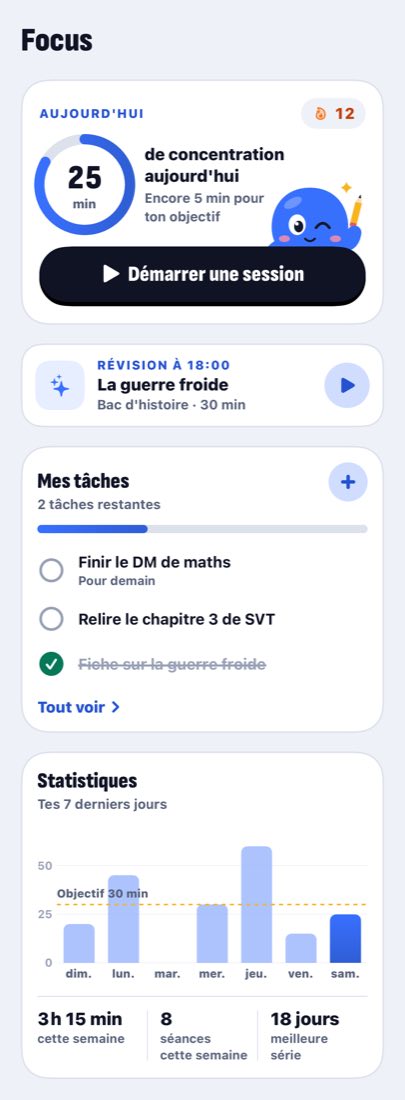 Focus
AUJOURD'HUI
12
25
min
de concentration
aujourd'hui
Encore 5 min pour
ton objectif
Démarrer une session
RÉVISION À 18:00
La guerre froide
Bac d'histoire · 30 min
Mes tâches
2 tâches restantes
Finir le DM de maths
Pour demain
Relire le chapitre 3 de SVT
Fiche sur la guerre froide
Tout voir
Statistiques
Tes 7 derniers jours
50
Objectif 30 min
25
0
dim. lun. mar. mer. jeu. ven. sam.
3h 15 min
cette semaine
8
séances
cette semaine
18 jours
meilleure
série